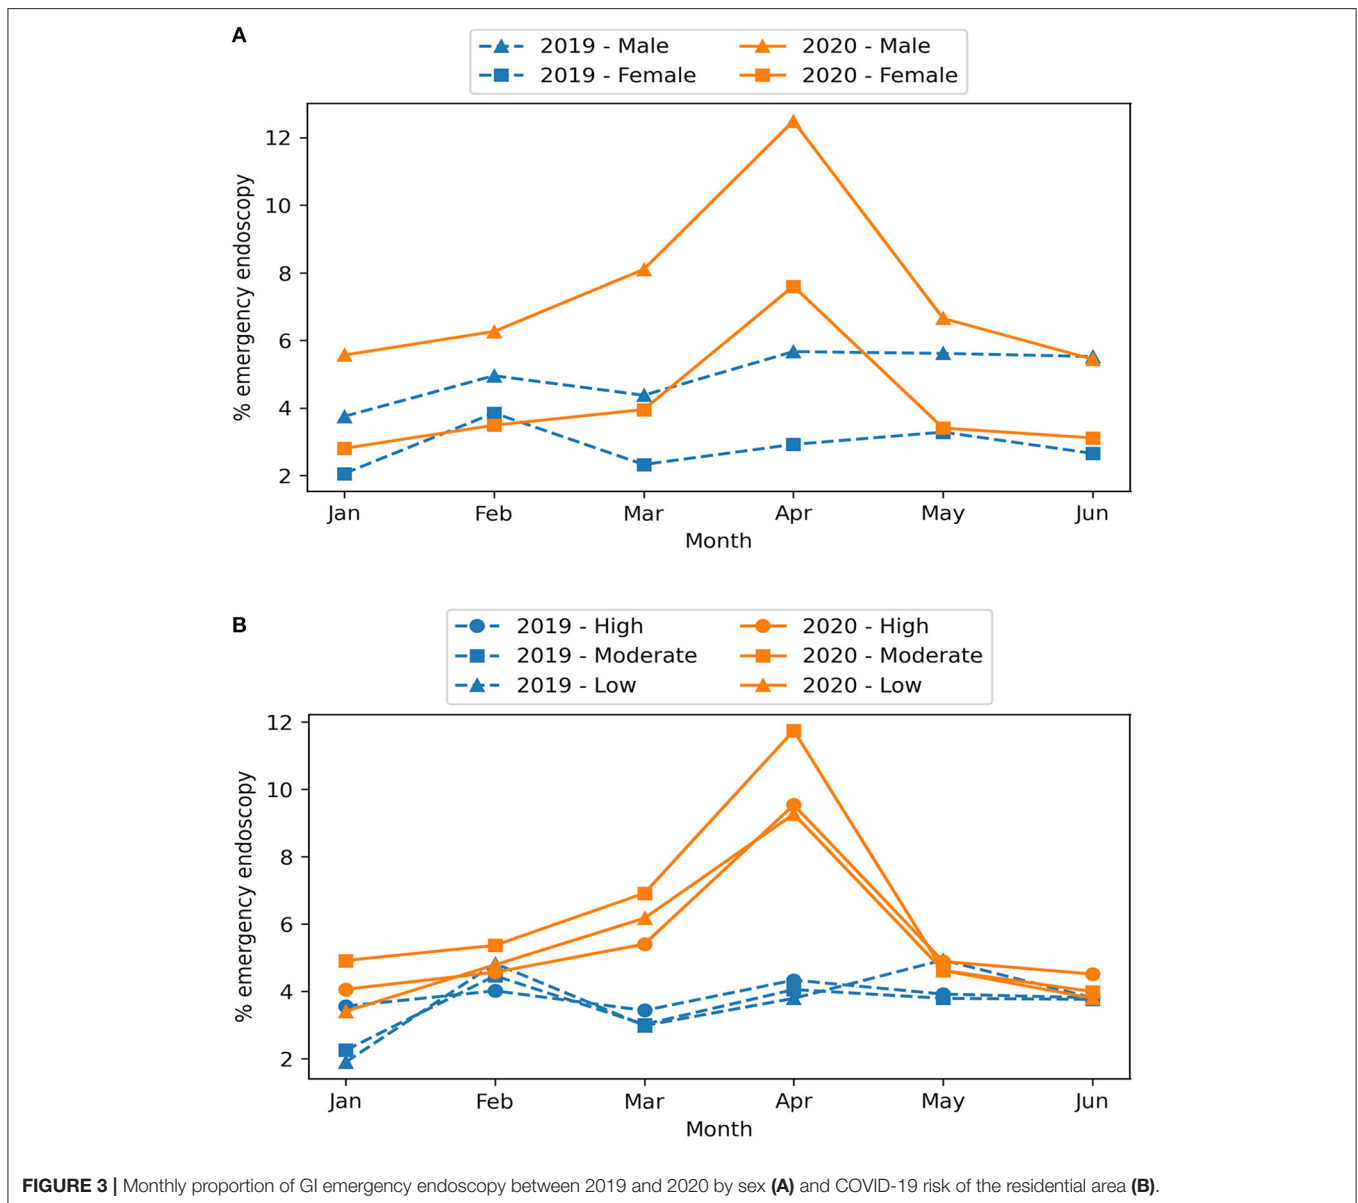 A
2019 - Male 2020 - Male
2019 - Female 2020 - Female
12
10
8
6
4
2
% emergency endoscopy
Jan Feb Mar Apr May Jun
Month
B
2019 - High 2020 - High
2019 - Moderate 2020 - Moderate
2019 - Low 2020 - Low
12
10
8
6
4
2
% emergency endoscopy
Jan Feb Mar Apr May Jun
Month
FIGURE 3 | Monthly proportion of GI emergency endoscopy between 2019 and 2020 by sex (A) and COVID-19 risk of the residential area (B).